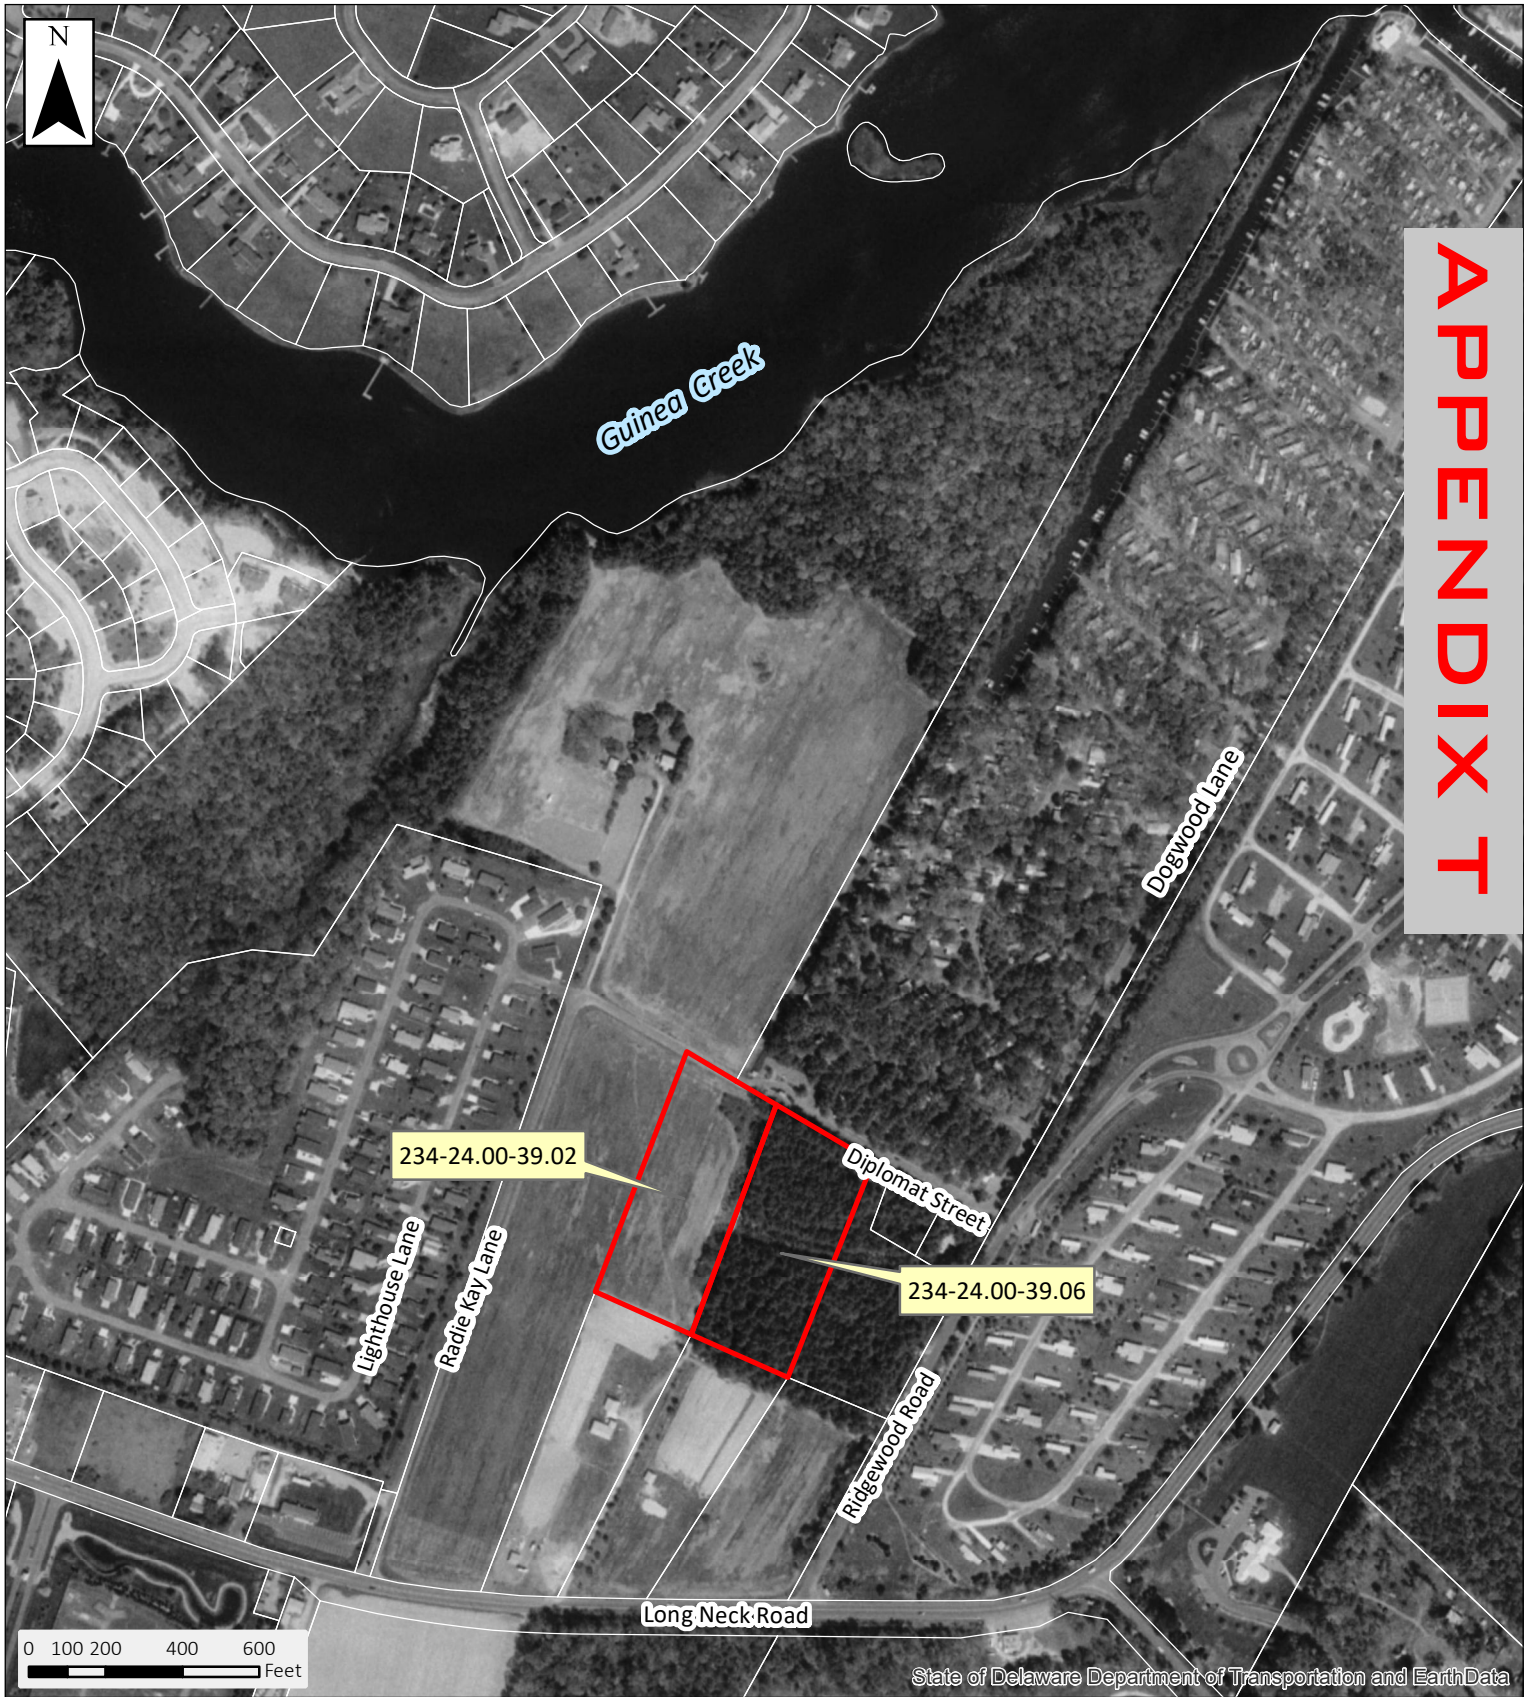 N
APPENDIX T
Guinea Creek
Dogwood Lane
234-24.00-39.02
Diplomat Street
Lighthouse Lane
Radie Kay Lane
234-24.00-39.06
Ridgewood Road
Long Neck Road
0 100 200 400 600
Feet
State of Delaware Department of Transportation and EarthData